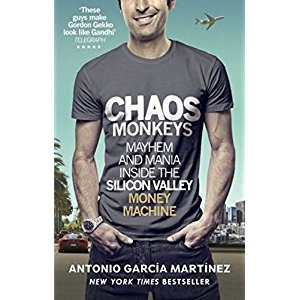 'These
guys make
Gordon Gekko
look like Gandhi'
TELEGRAPH
★★★★★
CHAOS
MONKEYS
MAYHEM
AND MANIA
INSIDE THE
SILICON VALLEY
MONEY
MACHINE
ANTONIO GARCÍA MARTÍNEZ
NEW YORK TIMES BESTSELLER